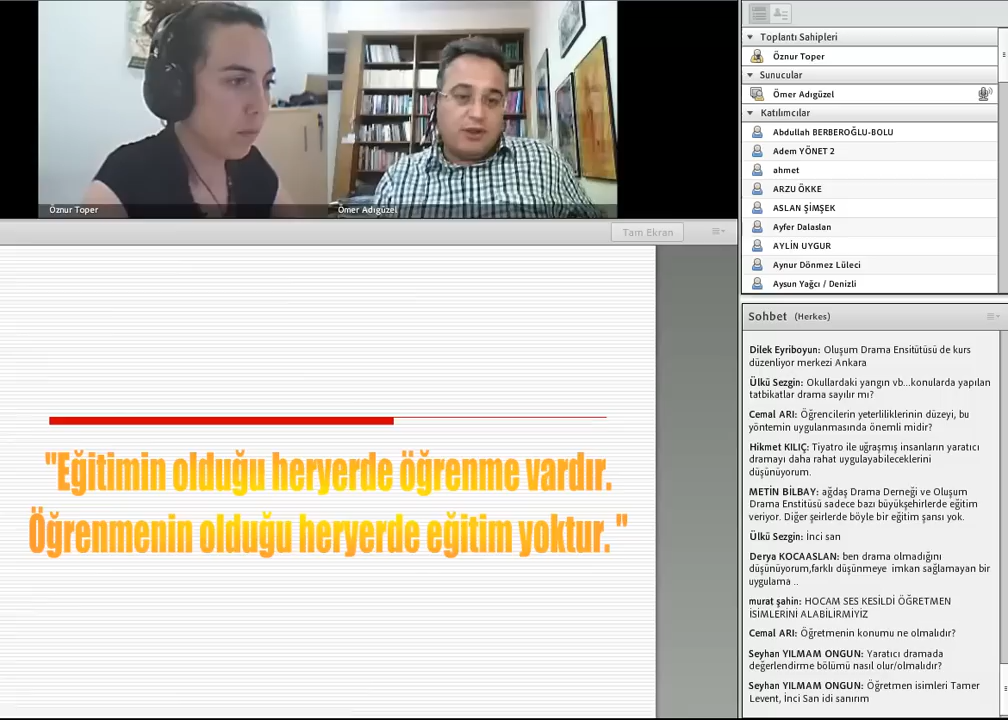 Öznur Toper
Ömer Adıgüzel
Tam Ekran
"Eğitimin olduğu heryerde öğrenme vardır.
Öğrenmenin olduğu heryerde eğitim yoktur. "
Toplantı Sahipleri
Öznur Toper
Sunucular
Ömer Adıgüzel
Katılımcılar
Abdullah BERBEROĞLU-BOLU
Adem YÖNET 2
ahmet
ARZU ÖKKE
ASLAN ŞİMŞEK
Ayfer Dalaslan
AYLİN UYGUR
Aynur Dönmez Lüleci
Aysun Yağcı / Denizli
Sohbet (Herkes)
Dilek Eyriboyun: Oluşum Drama Ensitütüsü de kurs
düzenliyor merkezi Ankara
Ülkü Sezgin: Okullardaki yangın vb...konularda yapılan
tatbikatlar drama sayılır mı?
Cemal ARI: Öğrencilerin yeterliliklerinin düzeyi, bu
yöntemin uygulanmasında önemli midir?
Hikmet KILIÇ: Tiyatro ile uğraşmış insanların yaratıcı
dramayı daha rahat uygulayabileceklerini
düşünüyorum.
METİN BİLBAY: ağdaş Drama Derneği ve Oluşum
Drama Enstitüsü sadece bazı büyükşehirlerde eğitim
veriyor. Diğer şeirlerde böyle bir eğitim şansı yok.
Ülkü Sezgin: İnci san
Derya KOCAASLAN: ben drama olmadığını
düşünüyorum,farklı düşünmeye imkan sağlamayan bir
uygulama ..
murat şahin: HOCAM SES KESİLDİ ÖĞRETMEN
İSİMLERİNİ ALABİLİRMİYİZ
Cemal ARI: Öğretmenin konumu ne olmalıdır?
Seyhan YILMAM ONGUN: Yaratıcı dramada
değerlendirme bölümü nasıl olur/olmalıdır?
Seyhan YILMAM ONGUN: Öğretmen isimleri Tamer
Levent, İnci San idi sanırım